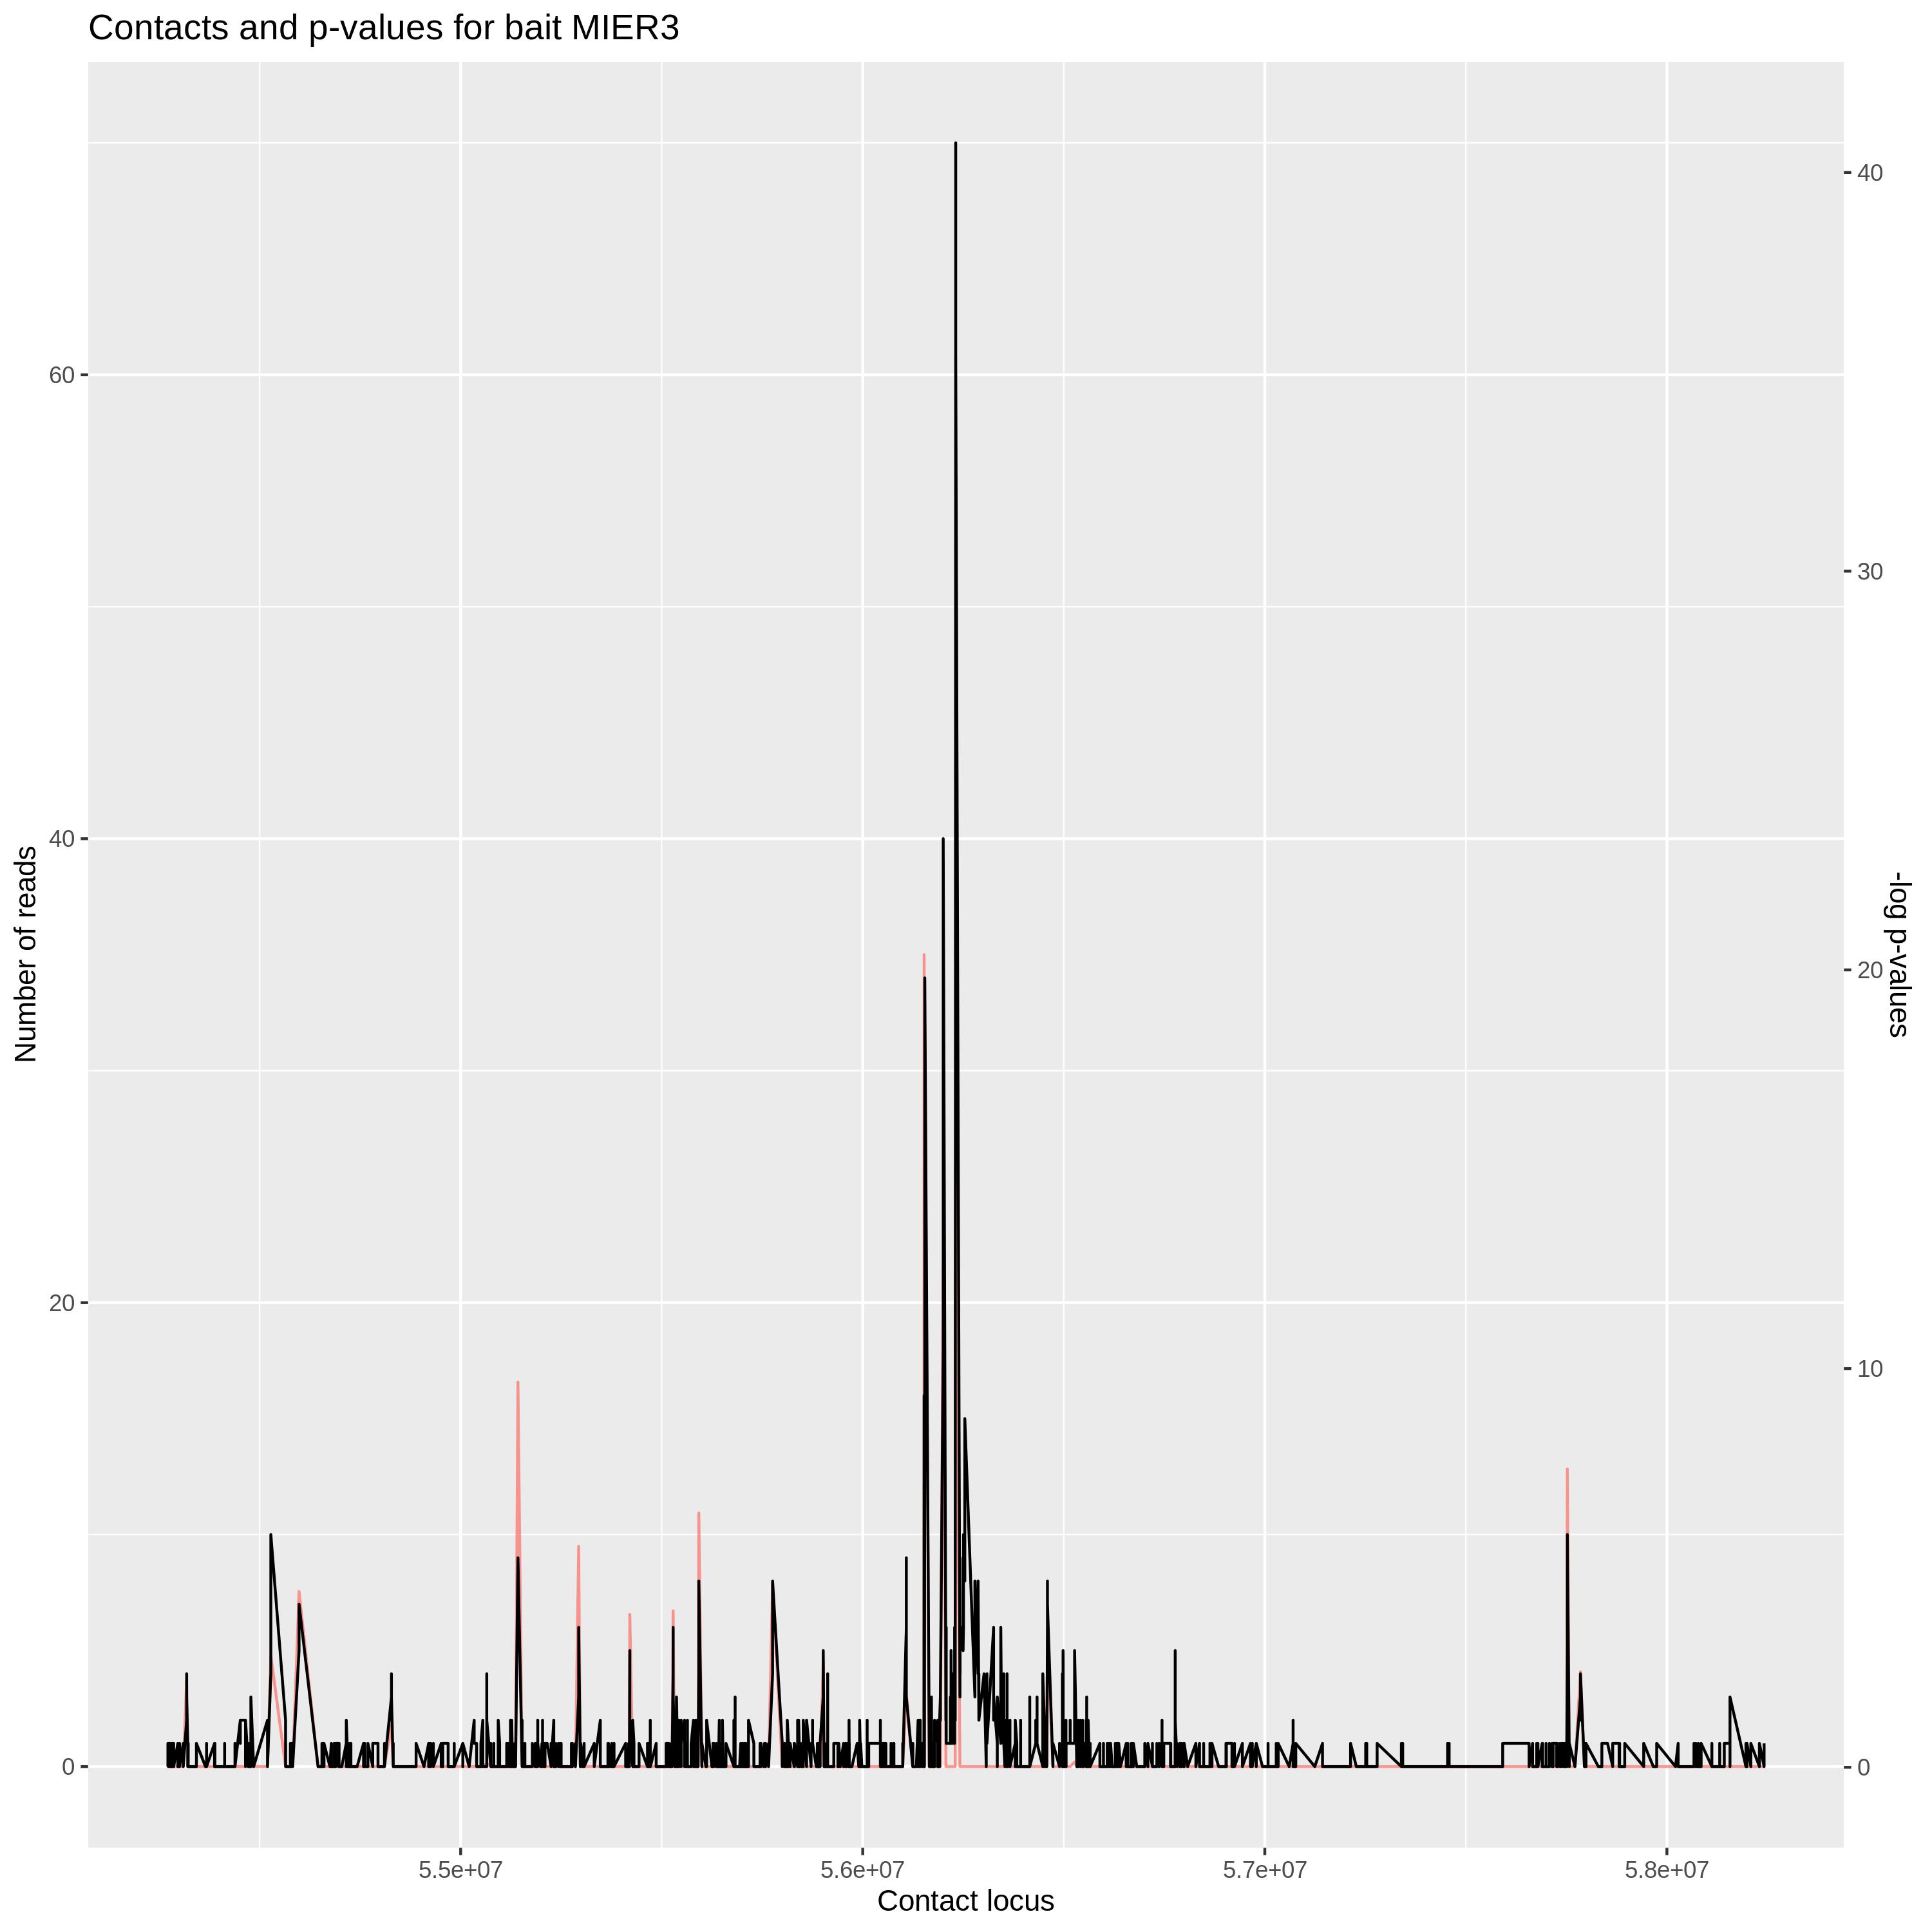 Contacts and p-values for bait MIER3
60
40
20
0
Number of reads
40
30
20
10
0
-log p-values
5.5e+07
5.6e+07
5.7e+07
5.8e+07
Contact locus